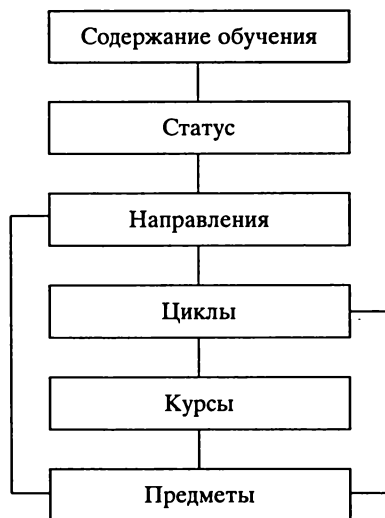 Содержание обучения
Статус
Направления
Циклы
Курсы
Предметы